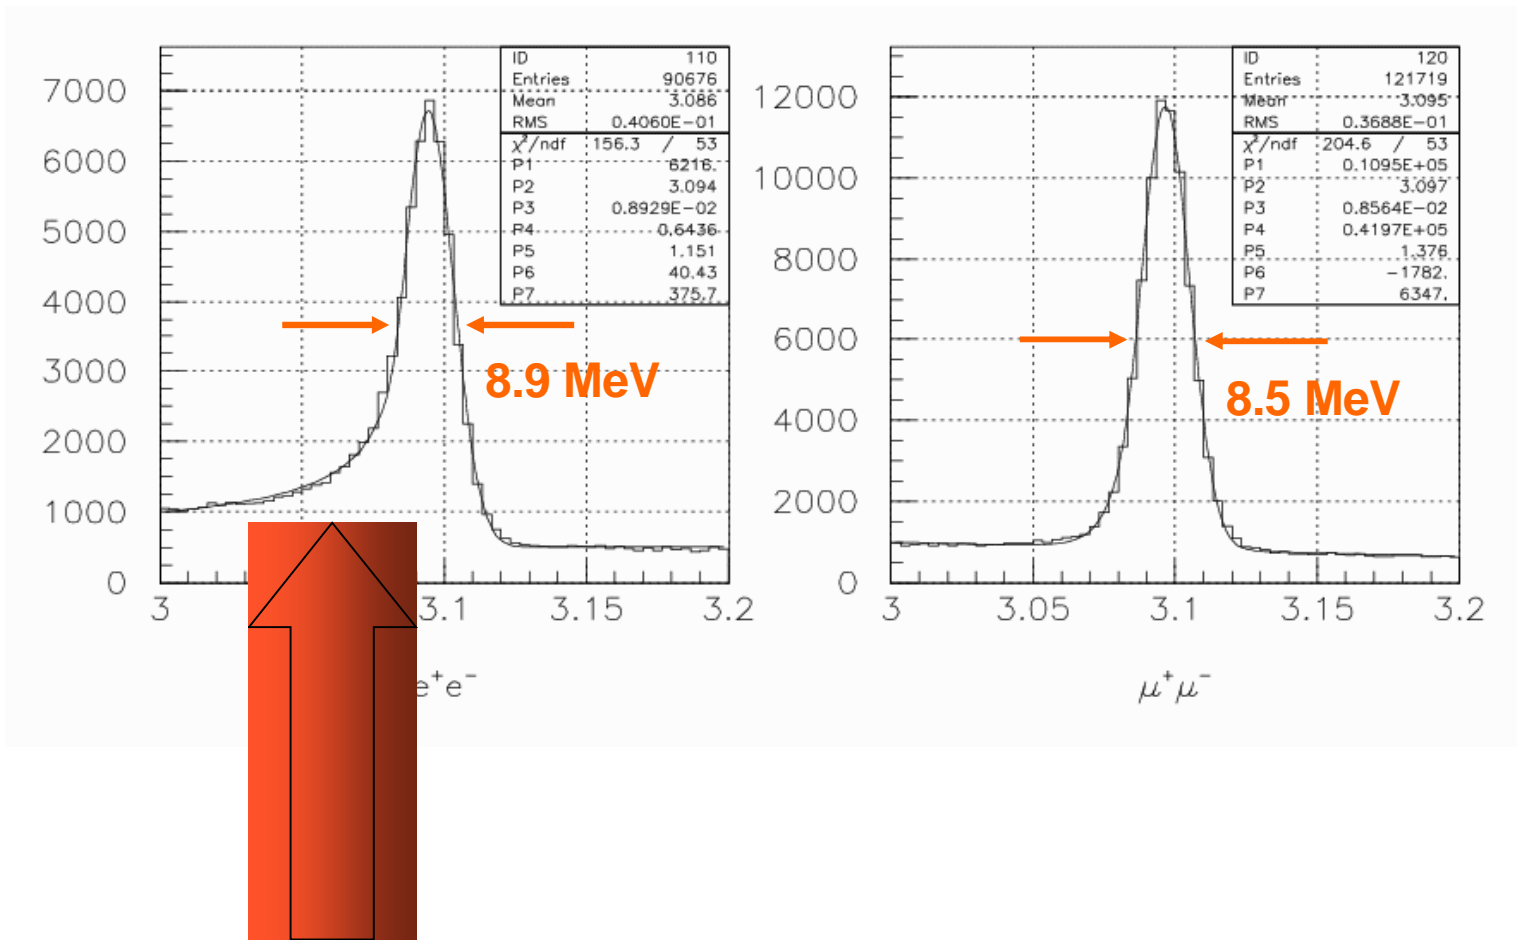 ID 110
Entries 90676
Mean 3.086
RMS 0.4060E-01
χ²/ndf 156.3 / 53
P1 6216.
P2 3.094
P3 0.8929E-02
P4 0.6436
P5 1.151
P6 40.43
P7 375.7
7000
6000
5000
4000
3000
2000
1000
0
8.9 MeV
3 3.1 3.15 3.2
e⁺e⁻
ID 120
Entries 121719
Mean 3.095
RMS 0.3688E-01
χ²/ndf 204.6 / 53
P1 0.1095E+05
P2 3.097
P3 0.8564E-02
P4 0.4197E+05
P5 1.376
P6 -1782.
P7 6347.
12000
10000
8000
6000
4000
2000
0
8.5 MeV
3 3.05 3.1 3.15 3.2
μ⁺μ⁻